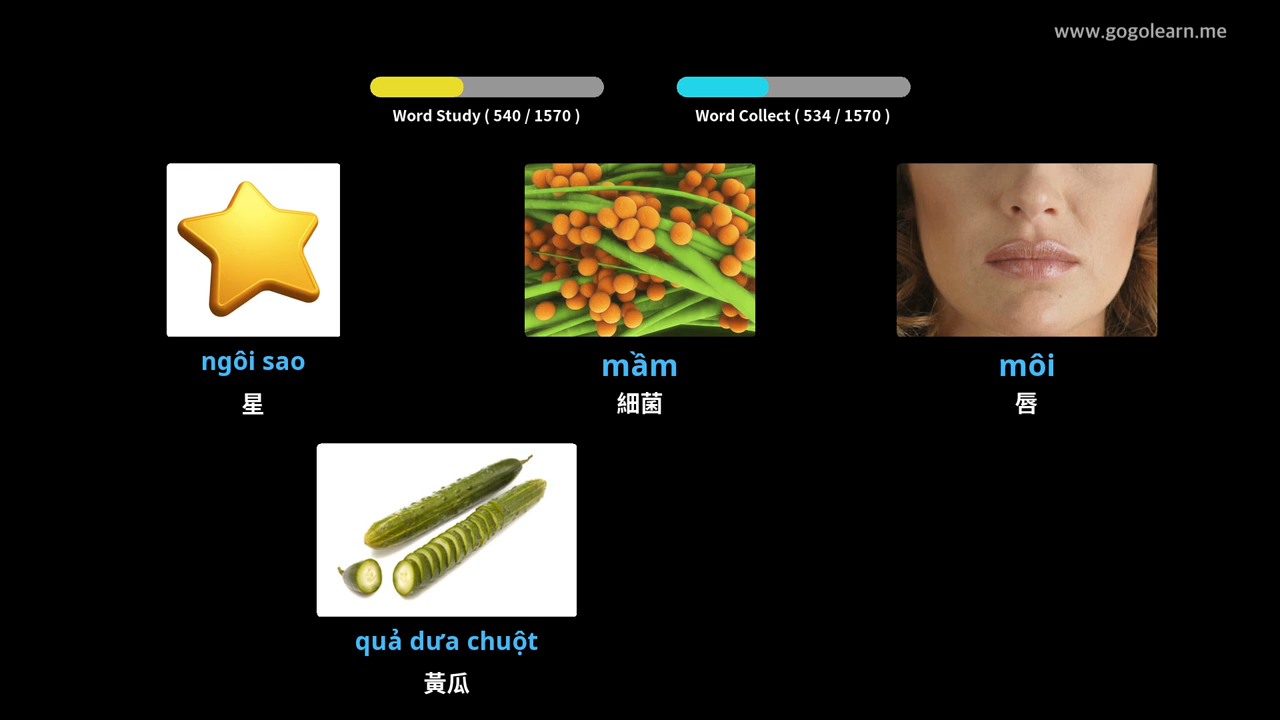 www.gogolearn.me
Word Study ( 540 / 1570 )
Word Collect ( 534 / 1570 )
ngôi sao
星
mầm
細菌
môi
唇
quả dưa chuột
黃瓜